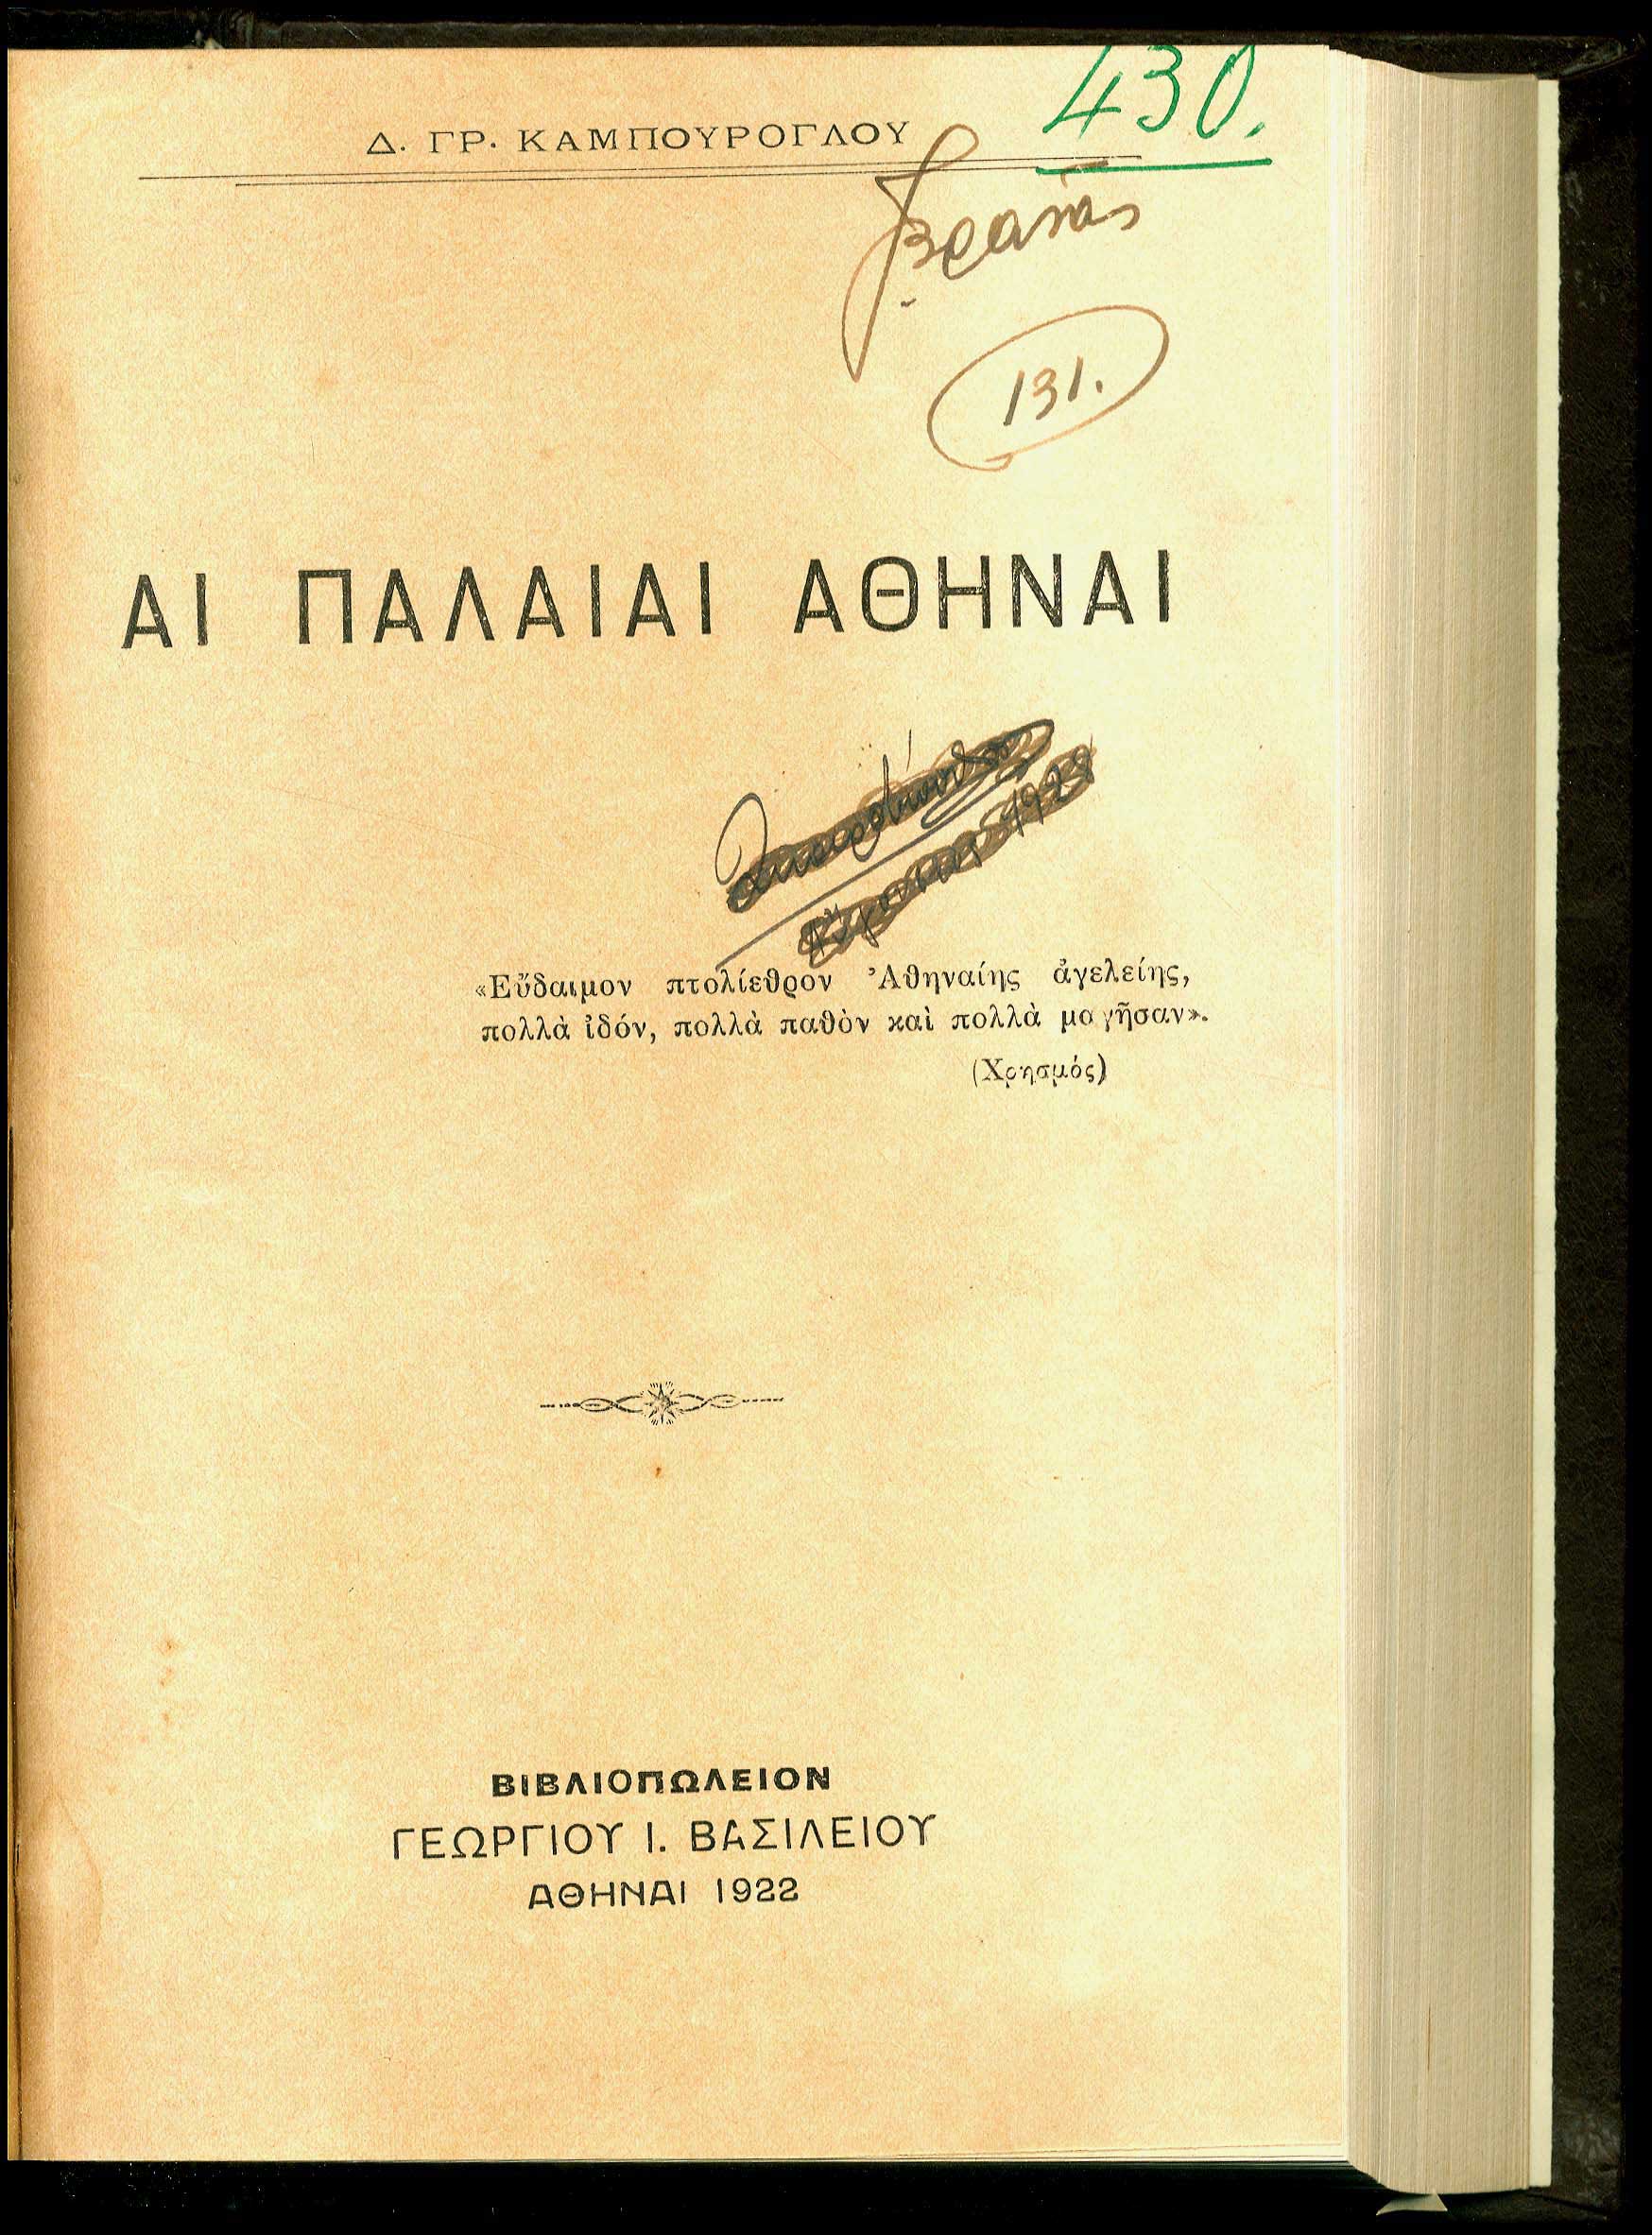 430.
Δ. ΓΡ. ΚΑΜΠΟΥΡΟΓΛΟΥ
131.
ΑΙ ΠΑΛΑΙΑΙ ΑΘΗΝΑΙ
«Εὔδαιμον πτολίεθρον Ἀθηναίης ἀγελείης,
πολλὰ ἰδόν, πολλὰ παθὸν καὶ πολλὰ μογῆσαν».
(Χρησμός)
ΒΙΒΛΙΟΠΩΛΕΙΟΝ
ΓΕΩΡΓΙΟΥ Ι. ΒΑΣΙΛΕΙΟΥ
ΑΘΗΝΑΙ 1922